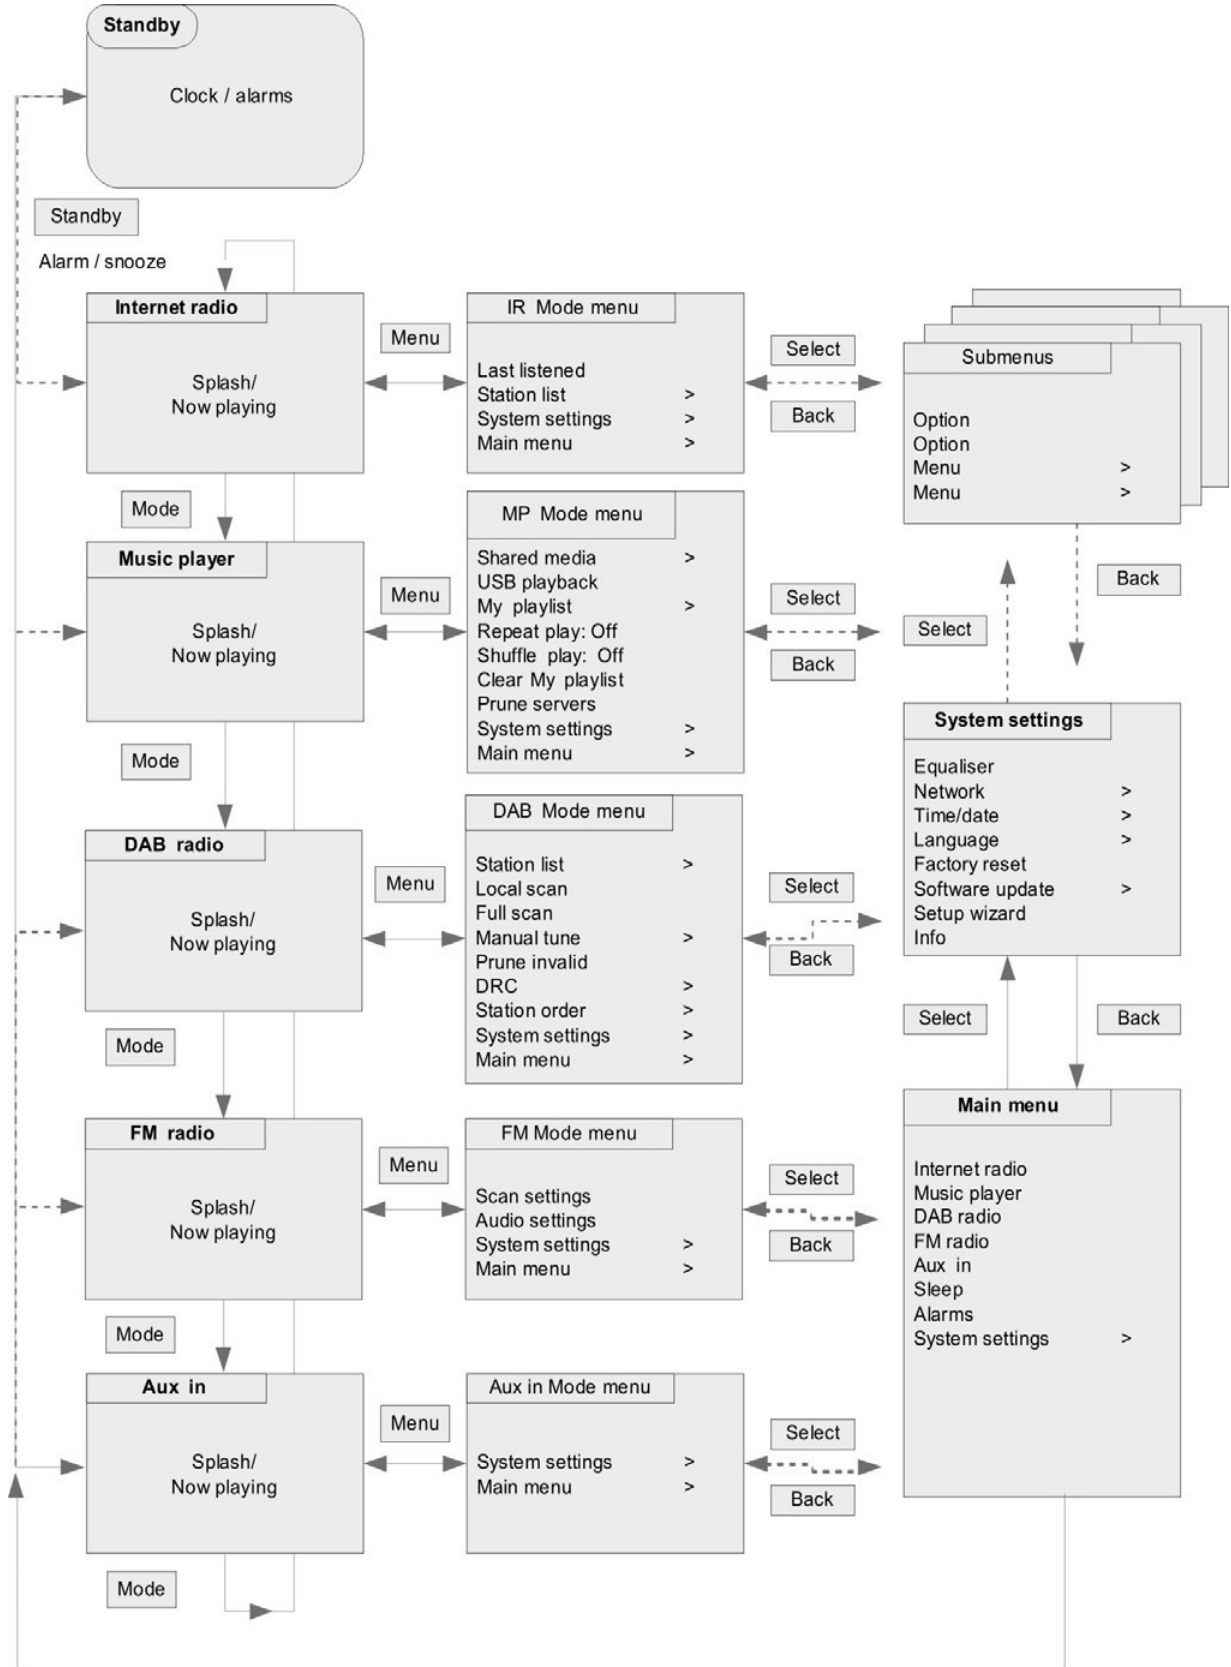 Standby
Clock / alarms
Standby
Alarm / snooze
Internet radio
Splash/
Now playing
Menu
IR Mode menu
Last listened
Station list >
System settings >
Main menu >
Select
Back
Submenus
Option
Option
Menu >
Menu >
Mode
Music player
Splash/
Now playing
Menu
MP Mode menu
Shared media >
USB playback
My playlist >
Repeat play: Off
Shuffle play: Off
Clear My playlist
Prune servers
System settings >
Main menu >
Select
Back
Select
Back
System settings
Equaliser
Network >
Time/date >
Language >
Factory reset
Software update >
Setup wizard
Info
Mode
DAB radio
Splash/
Now playing
Menu
DAB Mode menu
Station list >
Local scan
Full scan
Manual tune >
Prune invalid
DRC >
Station order >
System settings >
Main menu >
Select
Back
Select
Back
Main menu
Internet radio
Music player
DAB radio
FM radio
Aux in
Sleep
Alarms
System settings >
Mode
FM radio
Splash/
Now playing
Menu
FM Mode menu
Scan settings
Audio settings
System settings >
Main menu >
Select
Back
Mode
Aux in
Splash/
Now playing
Menu
Aux in Mode menu
System settings >
Main menu >
Select
Back
Mode